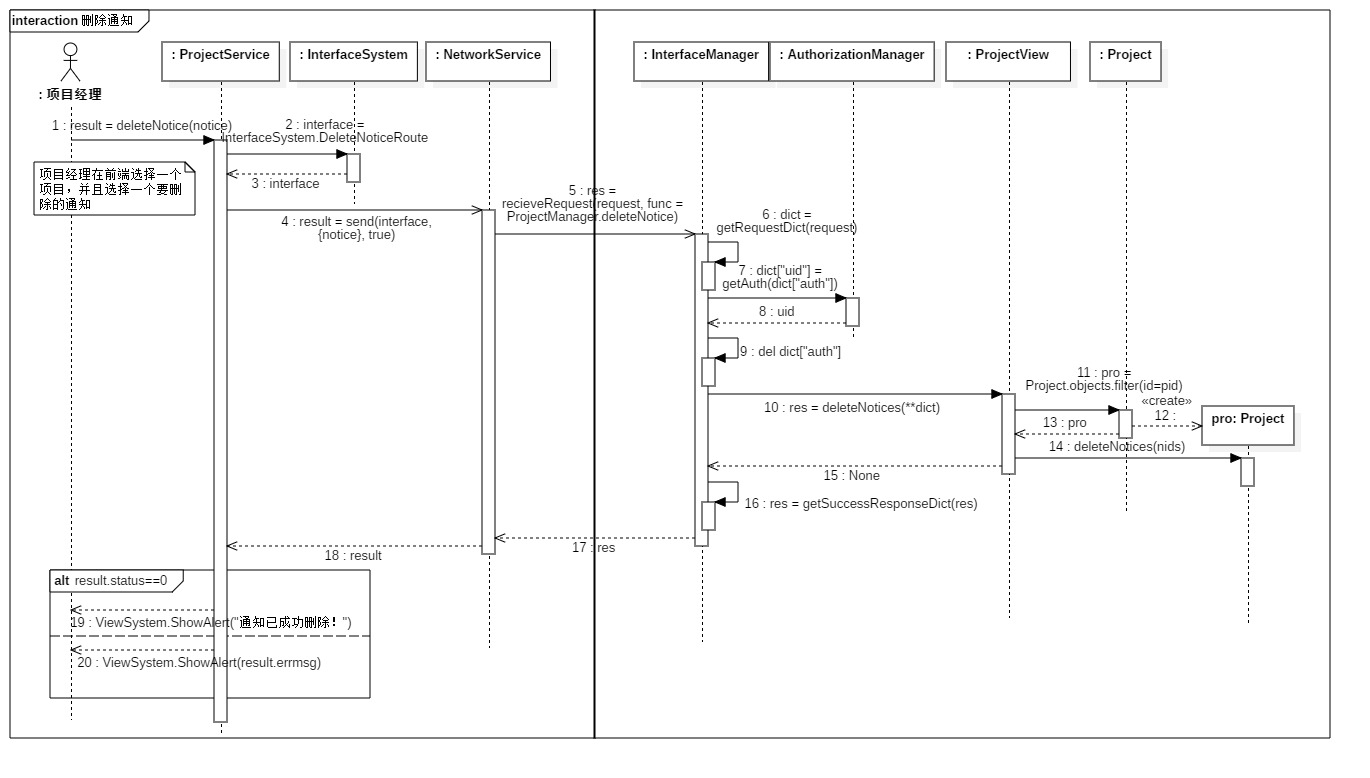 interaction 删除通知
: 项目经理
: ProjectService
: InterfaceSystem
: NetworkService
: InterfaceManager
: AuthorizationManager
: ProjectView
: Project
1 : result = deleteNotice(notice)
2 : interface =
InterfaceSystem.DeleteNoticeRoute
项目经理在前端选择一个
项目，并且选择一个要删
除的通知
3 : interface
4 : result = send(interface,
{notice}, true)
5 : res =
recieveRequest(request, func =
ProjectManager.deleteNotice)
6 : dict =
getRequestDict(request)
7 : dict["uid"] =
getAuth(dict["auth"])
8 : uid
9 : del dict["auth"]
10 : res = deleteNotices(**dict)
11 : pro =
Project.objects.filter(id=pid)
«create»
12 :
pro: Project
13 : pro
14 : deleteNotices(nids)
15 : None
16 : res = getSuccessResponseDict(res)
17 : res
18 : result
alt result.status==0
19 : ViewSystem.ShowAlert("通知已成功删除！")
20 : ViewSystem.ShowAlert(result.errmsg)